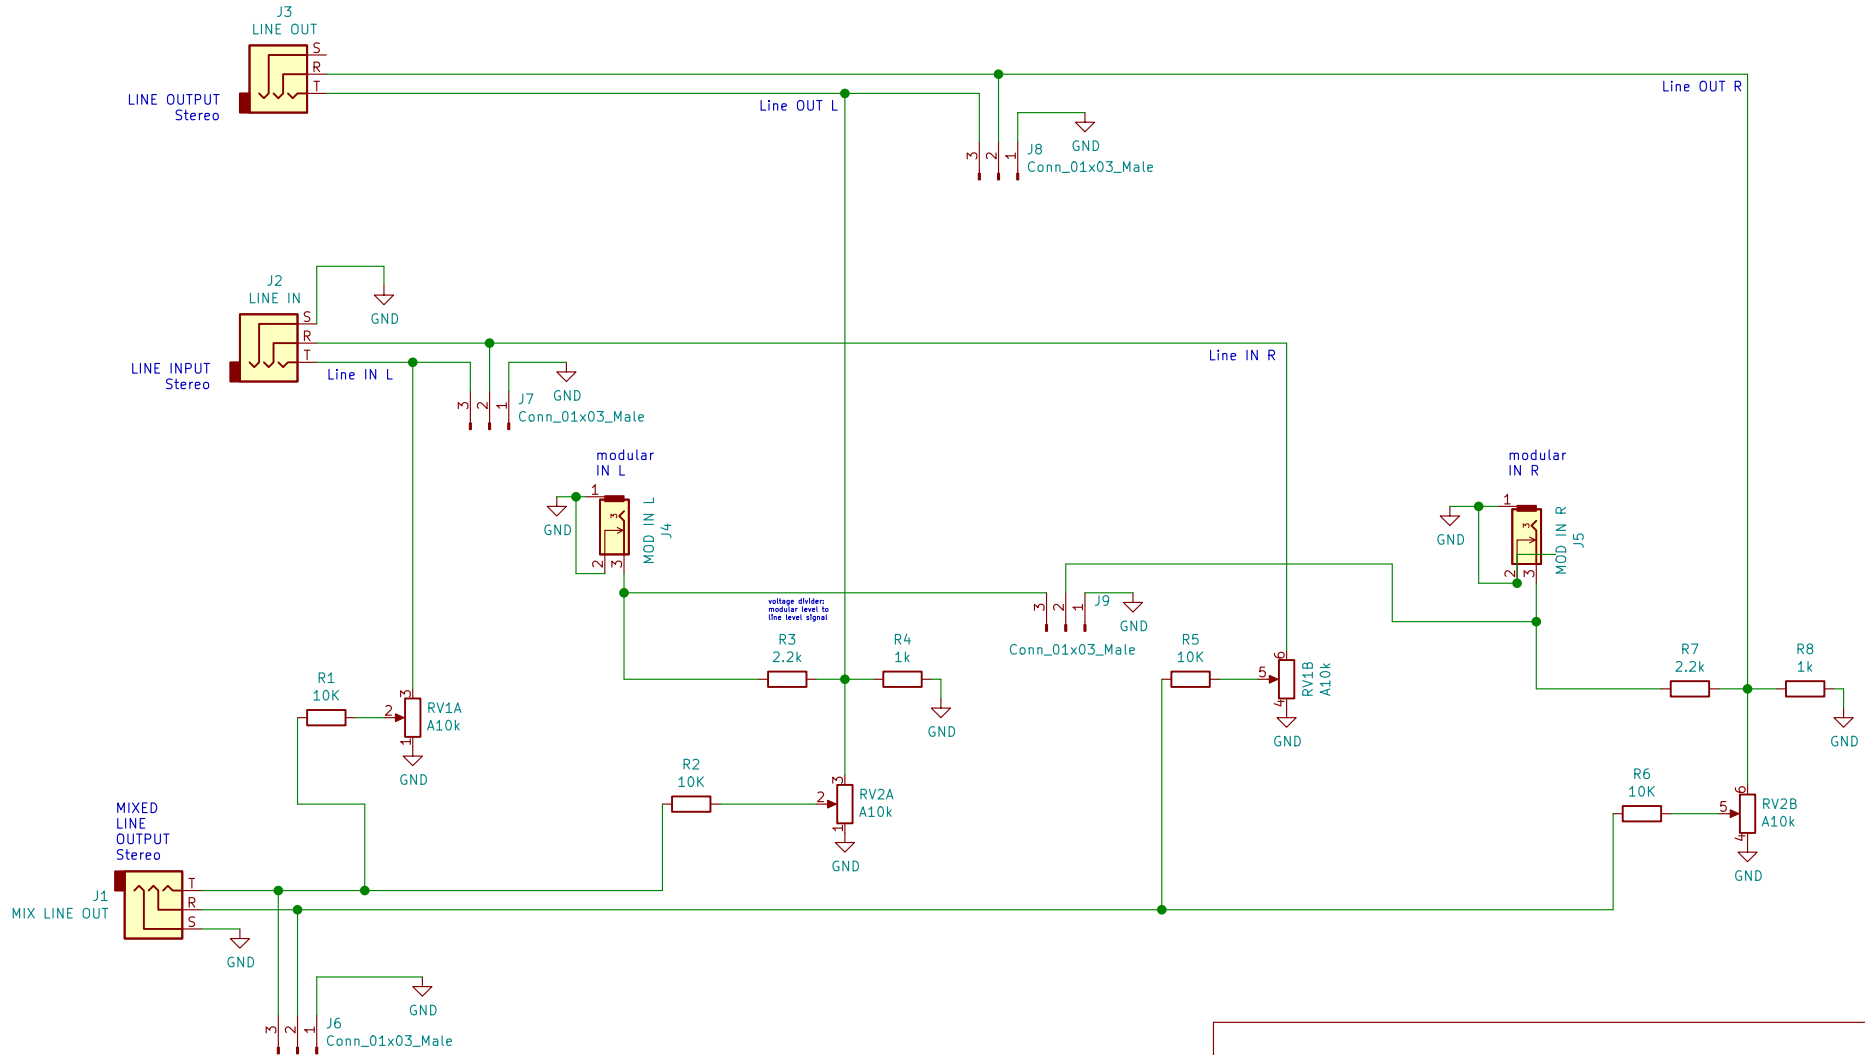 J3
LINE OUT
S
R
T
LINE OUTPUT
Stereo
Line OUT L
Line OUT R
GND
3
2
1
J8
Conn_01x03_Male
J2
LINE IN
S
R
T
GND
LINE INPUT
Stereo
Line IN L
Line IN R
GND
3
2
1
J7
Conn_01x03_Male
modular
IN L
1
3
2
3
GND
MOD IN L
J4
modular
IN R
1
3
2
3
GND
MOD IN R
J5
voltage divider:
modular level to
line level signal
3
2
1
J9
GND
Conn_01x03_Male
R3
2.2k
R4
1k
GND
R5
10K
5
6
4
RV1B
A10k
GND
R7
2.2k
R8
1k
GND
R1
10K
2
3
1
RV1A
A10k
GND
R2
10K
2
3
1
RV2A
A10k
GND
R6
10K
5
6
4
RV2B
A10k
GND
MIXED
LINE
OUTPUT
Stereo
J1
MIX LINE OUT
T
R
S
GND
GND
3
2
1
J6
Conn_01x03_Male